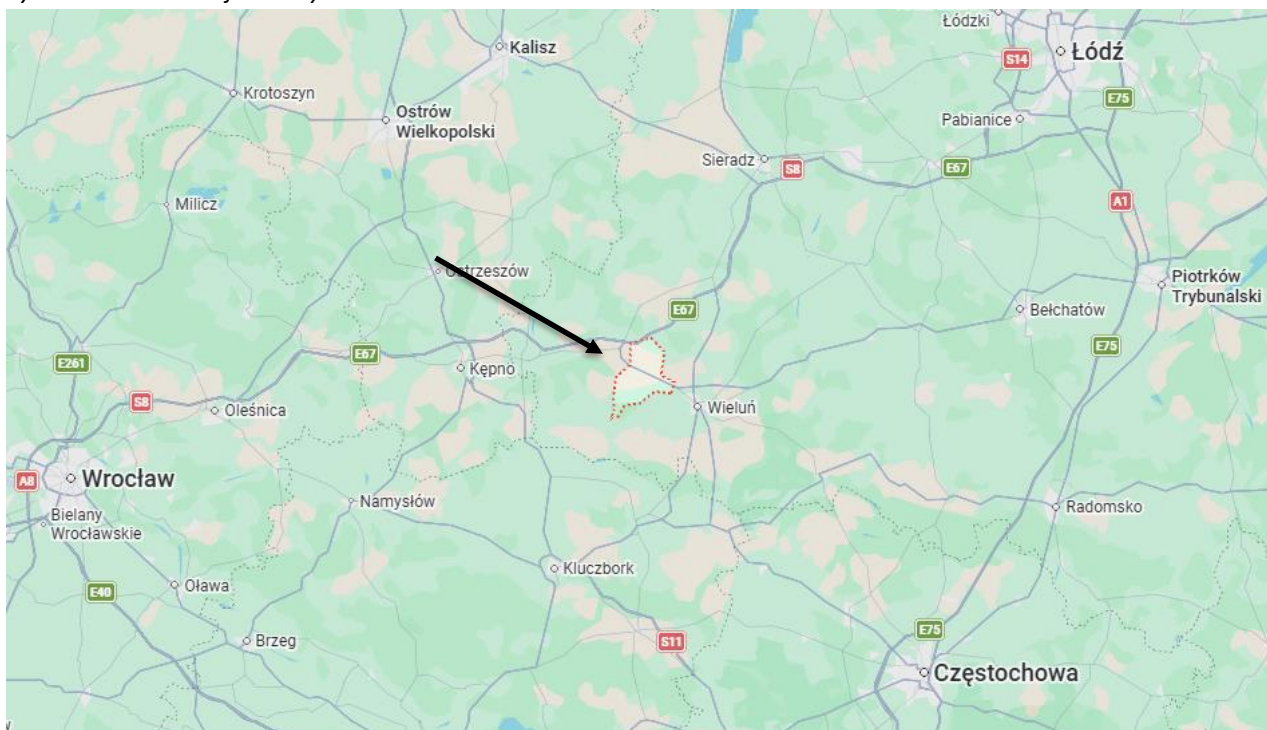 Łódzki
Kalisz
Łódź
S14
Krotoszyn
E75
Ostrów
Wielkopolski
Pabianice
Sieradz
S8
E67
Milicz
A1
Piotrków
Trybunalski
E67
Bełchatów
E75
E67
E261
Kępno
S8
Oleśnica
Wieluń
A8
Wrocław
Namysłów
Radomsko
Bielany
Wrocławskie
Kluczbork
E40
Oława
E75
Brzeg
S11
Częstochowa